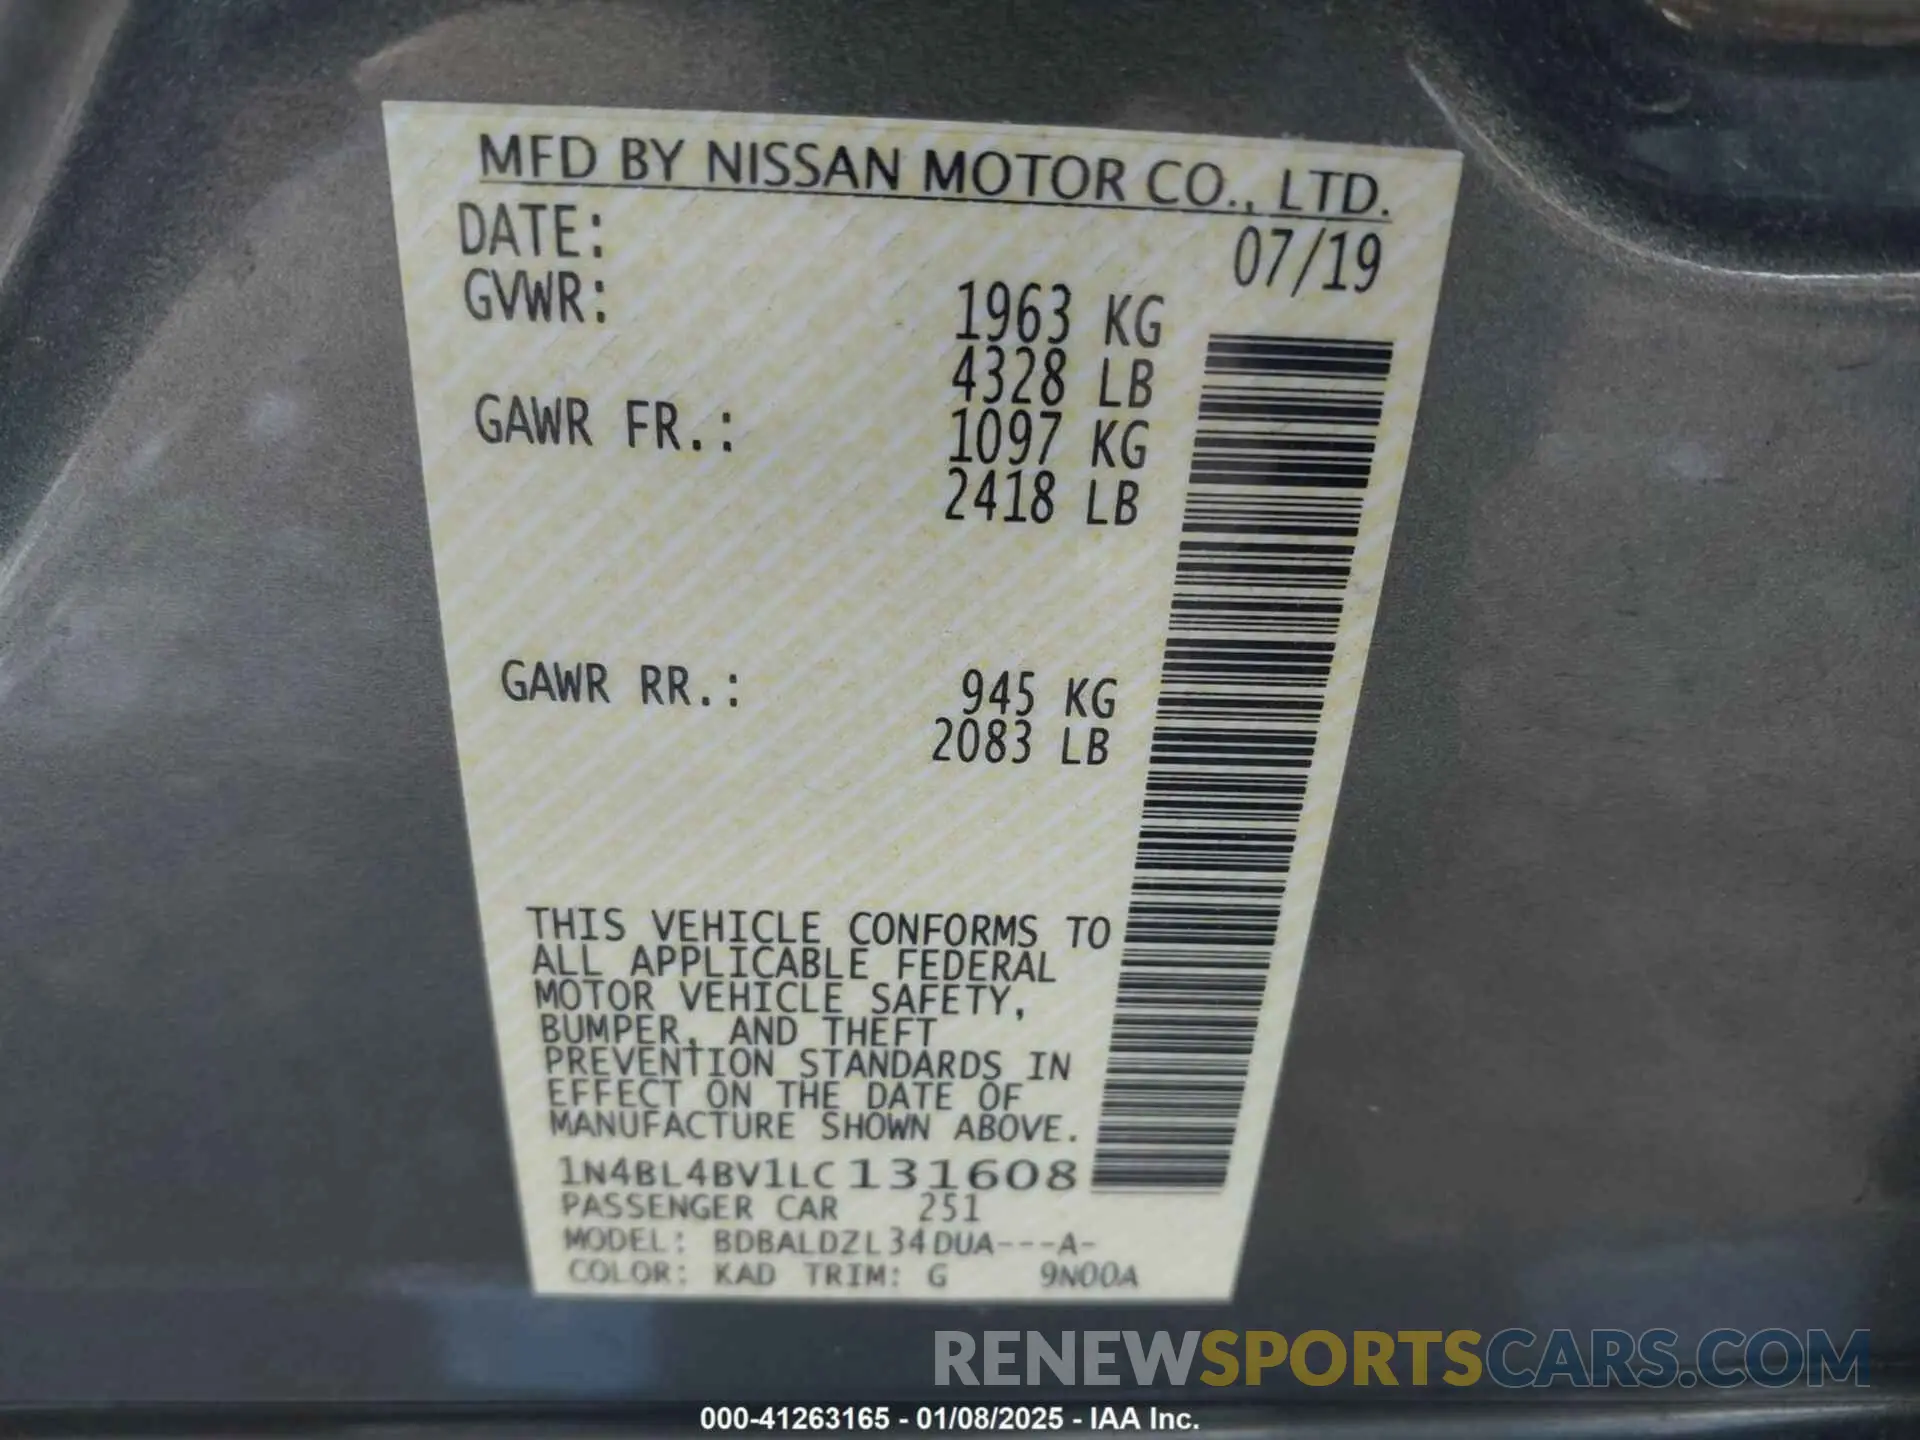 MFD BY NISSAN MOTOR CO., LTD.
DATE: 07/19
GVWR: 1963 KG
4328 LB
GAWR FR.: 1097 KG
2418 LB
GAWR RR.: 945 KG
2083 LB
THIS VEHICLE CONFORMS TO
ALL APPLICABLE FEDERAL
MOTOR VEHICLE SAFETY,
BUMPER, AND THEFT
PREVENTION STANDARDS IN
EFFECT ON THE DATE OF
MANUFACTURE SHOWN ABOVE.
1N4BL4BV1LC131608
PASSENGER CAR 251
MODEL: BDBALDZL34DUA---A-
COLOR: KAD TRIM: G 9N00A
RENEWSPORTSCARS.COM
000-41263165 - 01/08/2025 - IAA Inc.